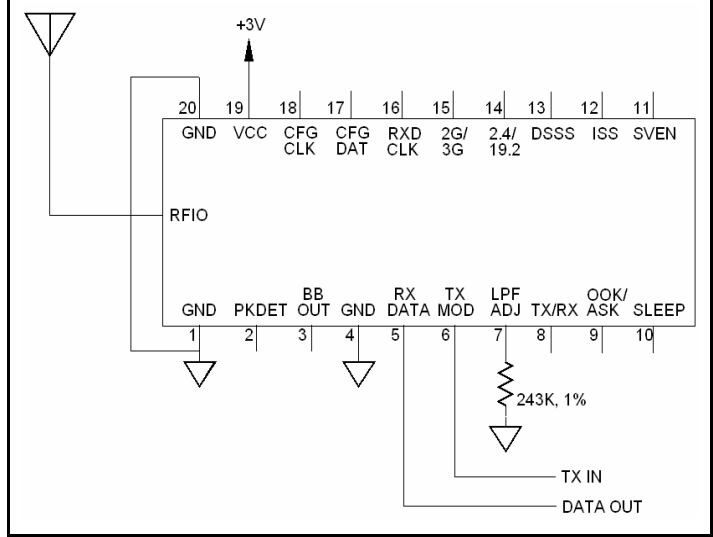 +3V
20 19 18 17 16 15 14 13 12 11
GND VCC CFG CLK CFG DAT RXD CLK 2G/ 3G 2.4/ 19.2 DSSS ISS SVEN
RFIO
GND PKDET BB OUT GND RX DATA TX MOD LPF ADJ TX/RX OOK/ ASK SLEEP
1 2 3 4 5 6 7 8 9 10
243K, 1%
TX IN
DATA OUT